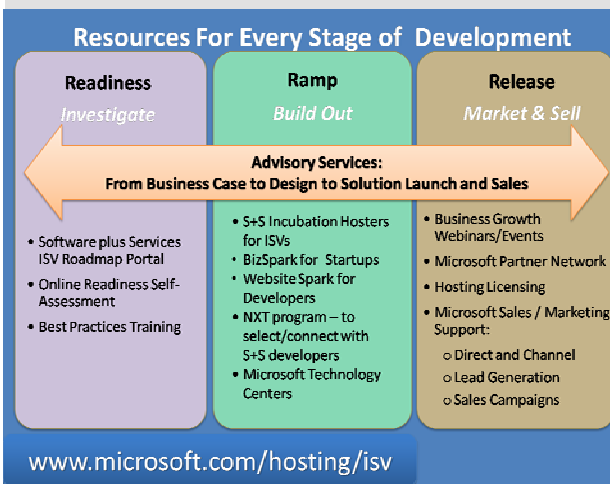 Resources For Every Stage of Development
Readiness
Investigate
Ramp
Build Out
Release
Market & Sell
Advisory Services:
From Business Case to Design to Solution Launch and Sales
• Software plus Services
ISV Roadmap Portal
• Online Readiness Self-
Assessment
• Best Practices Training
• S+S Incubation Hosters
for ISVs
• BizSpark for Startups
• WebsiteSpark for
Developers
• NXT program – to
select/connect with
S+S developers
• Microsoft Technology
Centers
• Business Growth
Webinars/Events
• Microsoft Partner Network
• Hosting Licensing
• Microsoft Sales / Marketing
Support:
o Direct and Channel
o Lead Generation
o Sales Campaigns
www.microsoft.com/hosting/isv